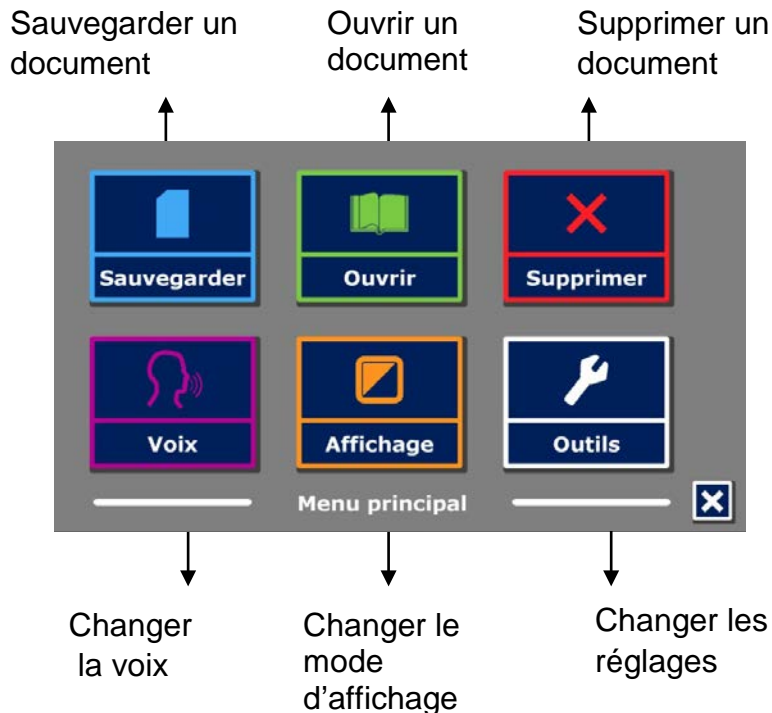 Sauvegarder un
document
Ouvrir un
document
Supprimer un
document
Sauvegarder
Ouvrir
Supprimer
Voix
Affichage
Outils
Menu principal
Changer
la voix
Changer le
mode
d'affichage
Changer les
réglages